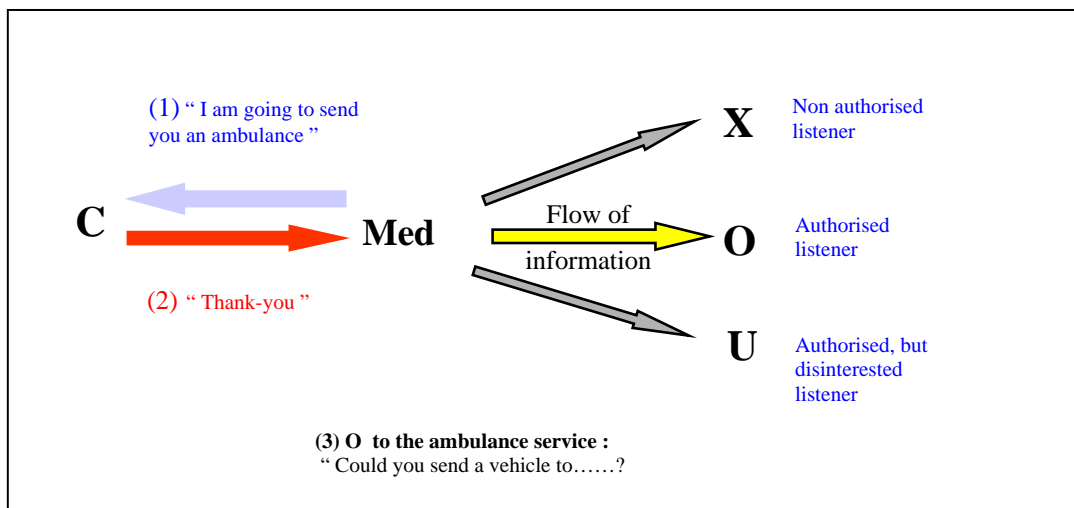 (1) “ I am going to send
you an ambulance ”
C
Med
(2) “ Thank-you ”
Flow of
information
X
Non authorised
listener
O
Authorised
listener
U
Authorised, but
disinterested
listener
(3) O to the ambulance service :
“ Could you send a vehicle to……?